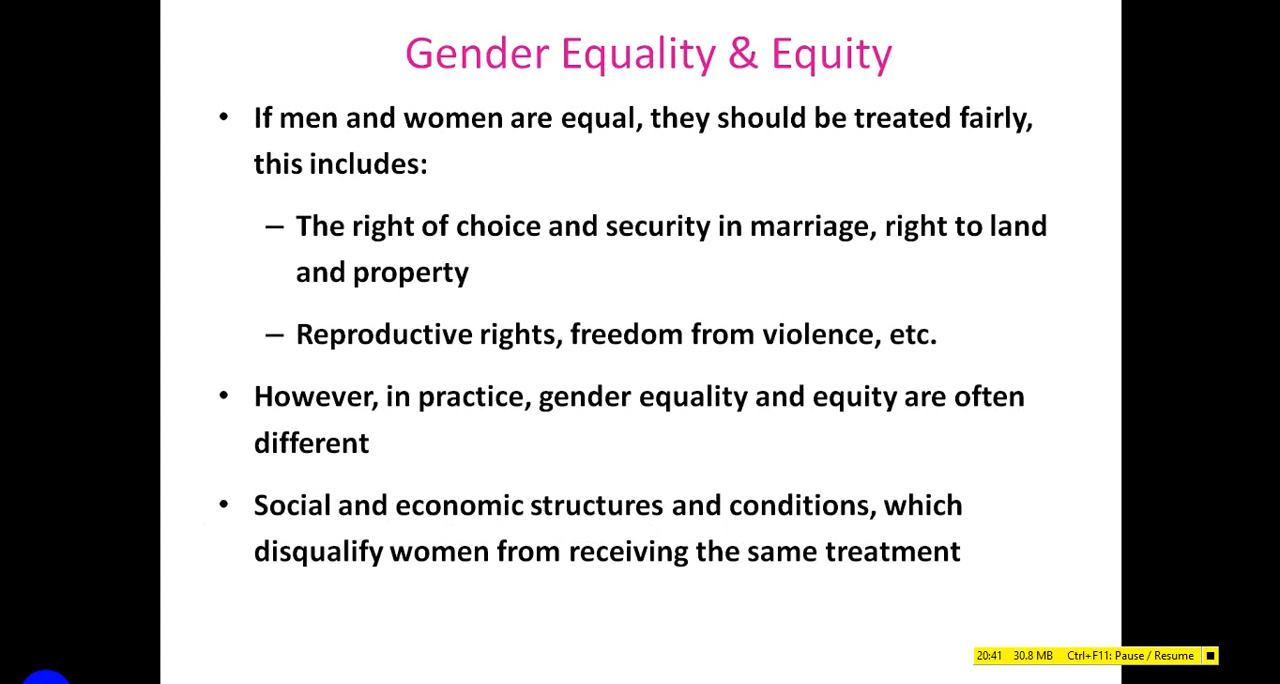 Gender Equality & Equity
• If men and women are equal, they should be treated fairly,
this includes:
– The right of choice and security in marriage, right to land
and property
– Reproductive rights, freedom from violence, etc.
• However, in practice, gender equality and equity are often
different
• Social and economic structures and conditions, which
disqualify women from receiving the same treatment
20:41 30.8 MB Ctrl+F11: Pause / Resume